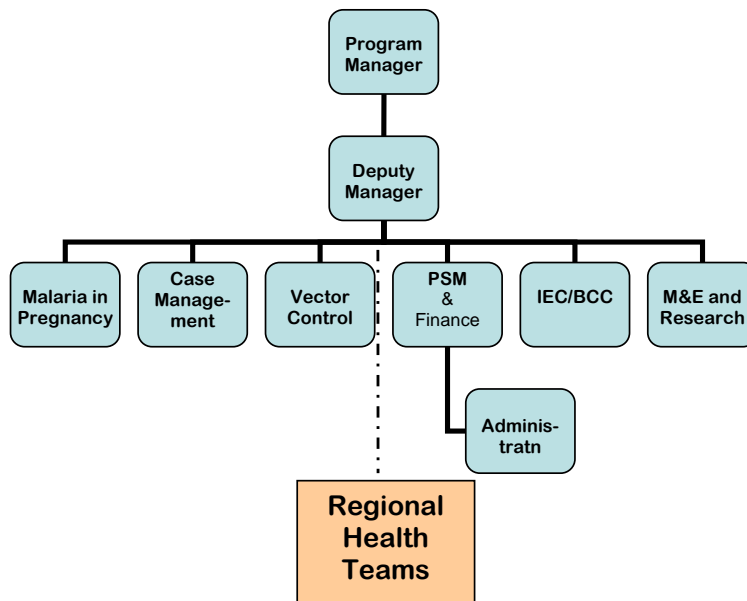 Program
Manager
Deputy
Manager
Malaria in
Pregnancy
Case
Manage-
ment
Vector
Control
PSM
&
Finance
IEC/BCC
M&E and
Research
Adminis-
tratn
Regional
Health
Teams